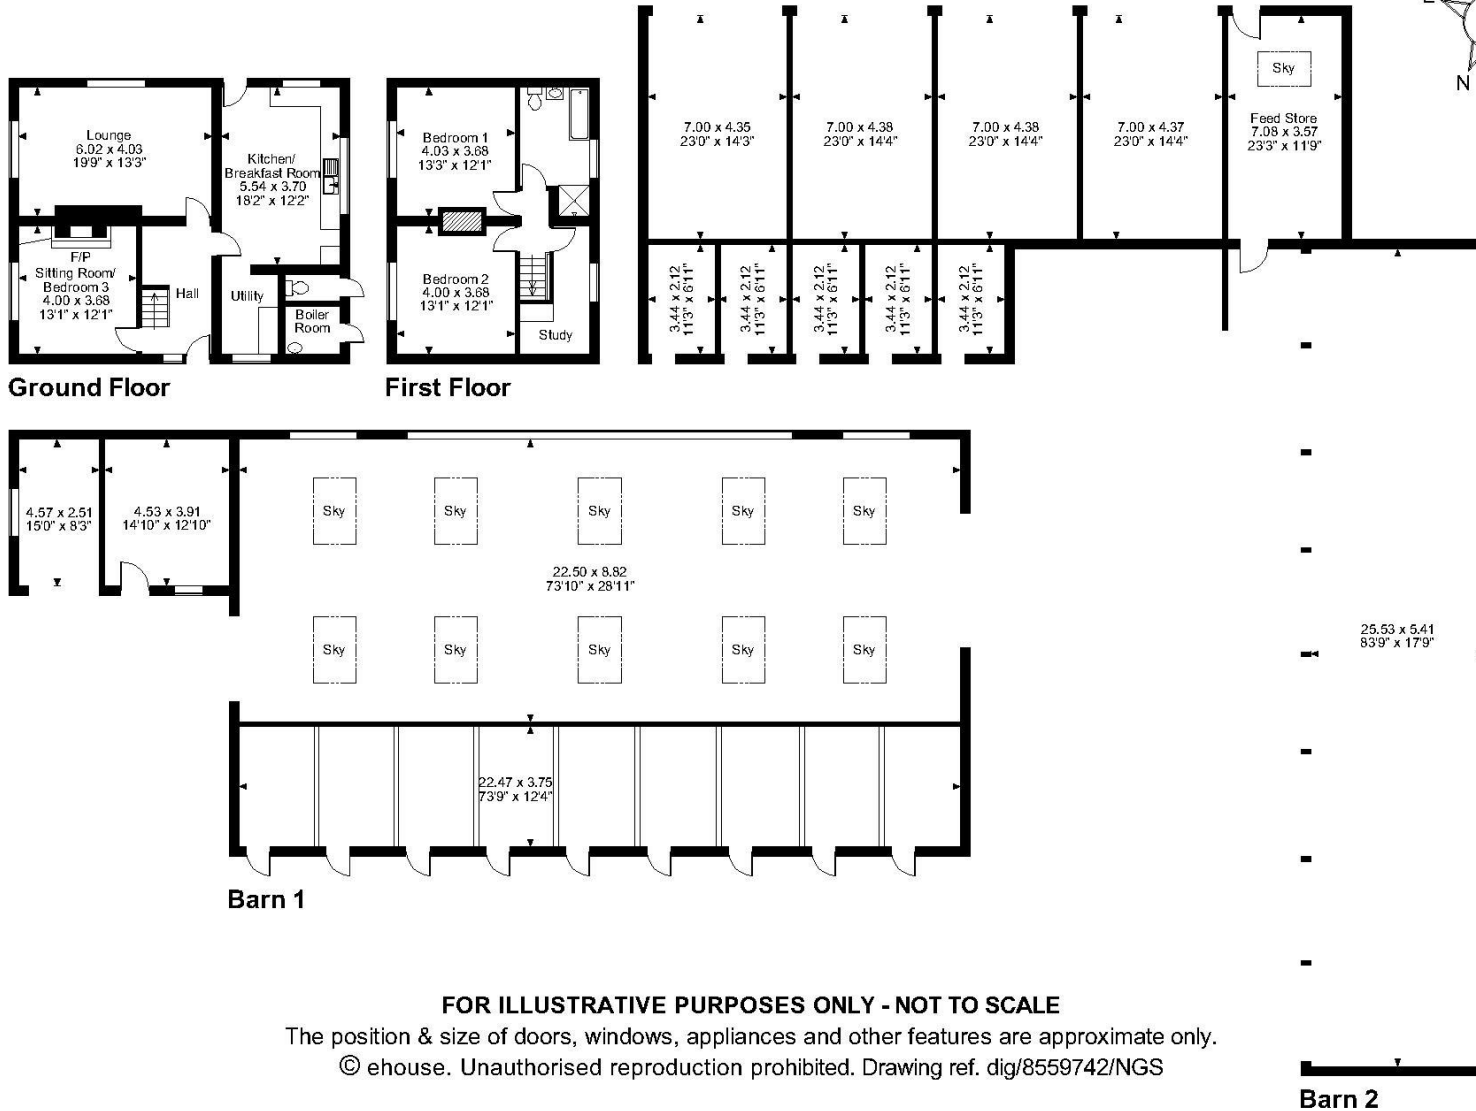 Lounge
6.02 x 4.03
19'9" x 13'3"
Kitchen/
Breakfast Room
5.54 x 3.70
18'2" x 12'2"
F/P
Sitting Room/
Bedroom 3
4.00 x 3.68
13'1" x 12'1"
Hall
Utility
Boiler
Room
Ground Floor
Bedroom 1
4.03 x 3.68
13'3" x 12'1"
Bedroom 2
4.00 x 3.68
13'1" x 12'1"
Study
First Floor
7.00 x 4.35
23'0" x 14'3"
7.00 x 4.38
23'0" x 14'4"
7.00 x 4.38
23'0" x 14'4"
7.00 x 4.37
23'0" x 14'4"
Sky
Feed Store
7.08 x 3.57
23'3" x 11'9"
N
3.44 x 2.12
11'3" x 6'11"
3.44 x 2.12
11'3" x 6'11"
3.44 x 2.12
11'3" x 6'11"
3.44 x 2.12
11'3" x 6'11"
3.44 x 2.12
11'3" x 6'11"
4.57 x 2.51
15'0" x 8'3"
4.53 x 3.91
14'10" x 12'10"
Sky
Sky
Sky
Sky
Sky
22.50 x 8.82
73'10" x 28'11"
Sky
Sky
Sky
Sky
Sky
22.47 x 3.75
73'9" x 12'4"
Barn 1
25.53 x 5.41
83'9" x 17'9"
Barn 2
FOR ILLUSTRATIVE PURPOSES ONLY - NOT TO SCALE
The position & size of doors, windows, appliances and other features are approximate only.
© ehouse. Unauthorised reproduction prohibited. Drawing ref. dig/8559742/NGS